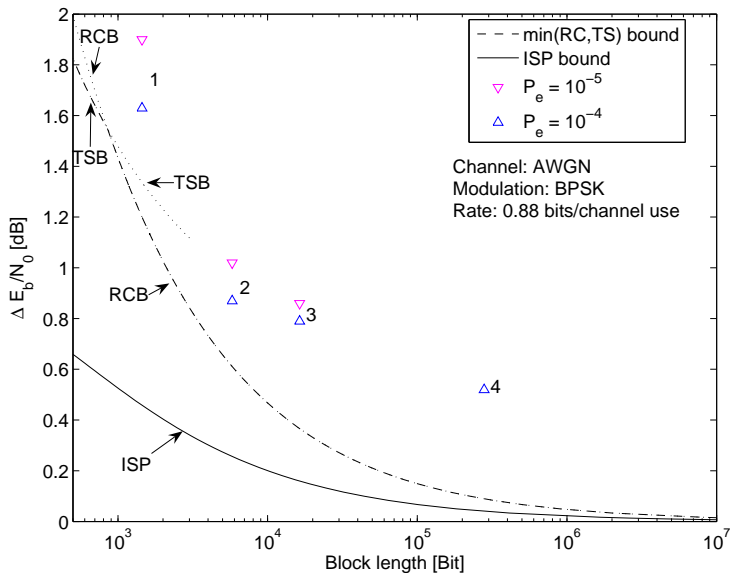 2
1.8
1.6
1.4
1.2
1
0.8
0.6
0.4
0.2
0
Δ E_b/N_0 [dB]
RCB
TSB
TSB
RCB
ISP
1
2
3
4
min(RC,TS) bound
ISP bound
P_e = 10^−5
P_e = 10^−4
Channel: AWGN
Modulation: BPSK
Rate: 0.88 bits/channel use
10^3
10^4
10^5
10^6
10^7
Block length [Bit]